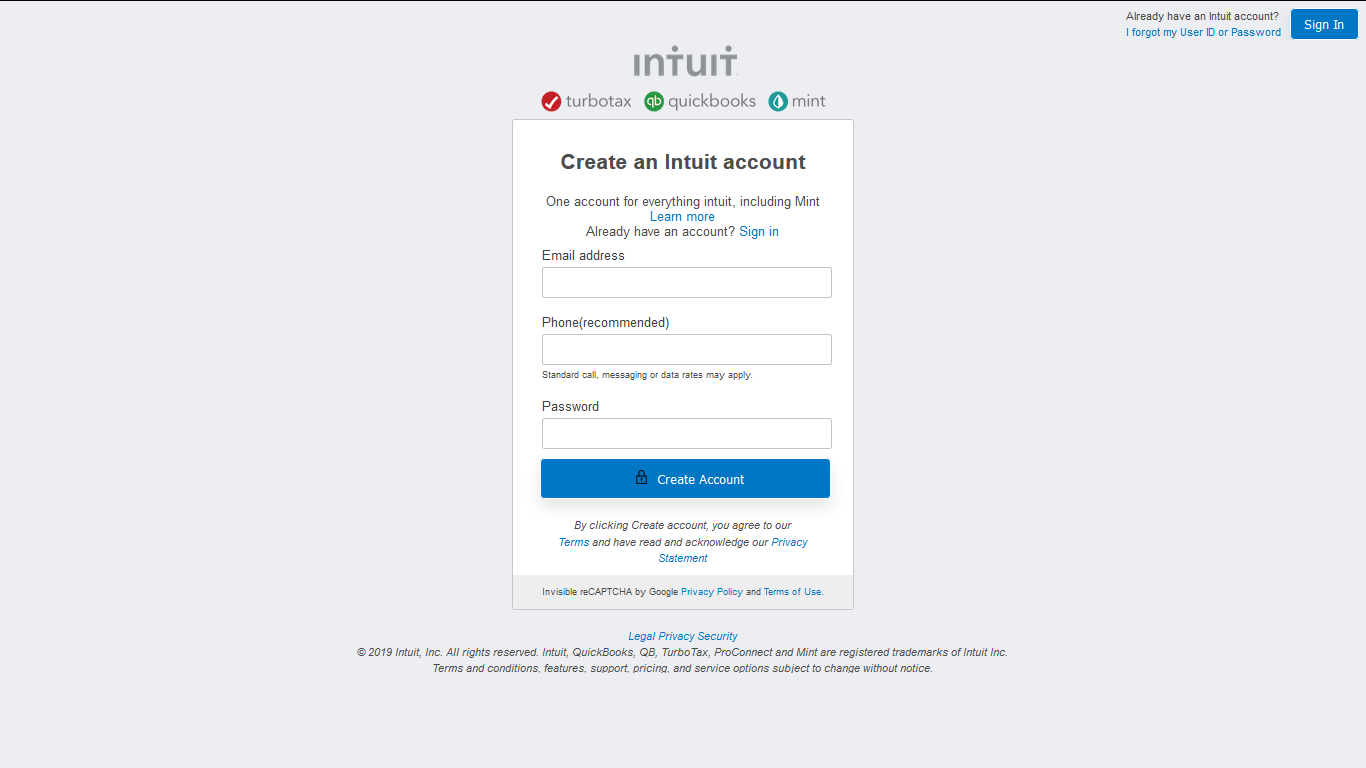 Already have an Intuit account?
I forgot my User ID or Password
Sign In
ıntuıt
turbotax quickbooks mint
Create an Intuit account
One account for everything intuit, including Mint
Learn more
Already have an account? Sign in
Email address
Phone(recommended)
Standard call, messaging or data rates may apply.
Password
Create Account
By clicking Create account, you agree to our
Terms and have read and acknowledge our Privacy
Statement
Invisible reCAPTCHA by Google Privacy Policy and Terms of Use.
Legal Privacy Security
© 2019 Intuit, Inc. All rights reserved. Intuit, QuickBooks, QB, TurboTax, ProConnect and Mint are registered trademarks of Intuit Inc.
Terms and conditions, features, support, pricing, and service options subject to change without notice.